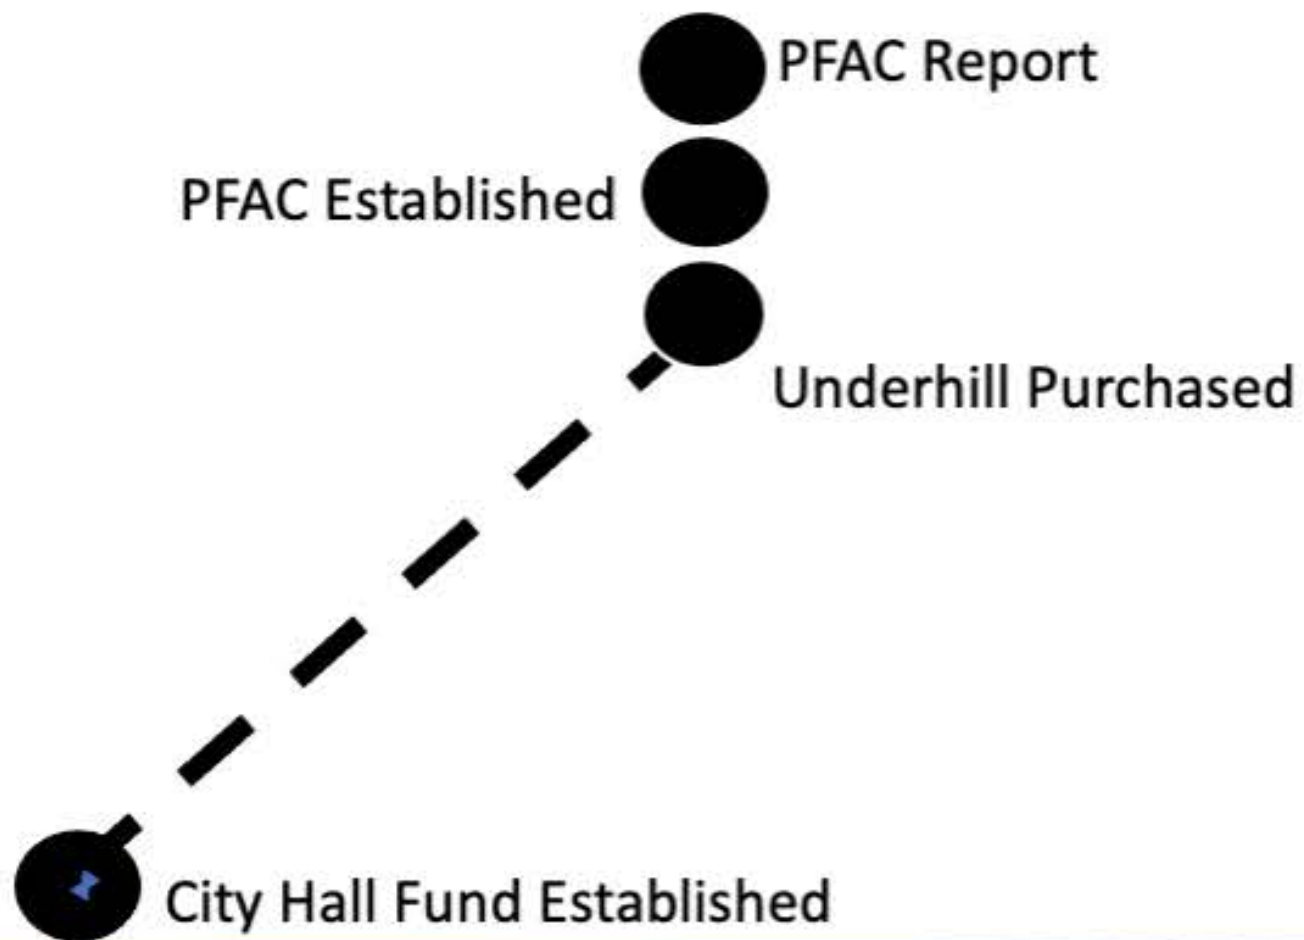 PFAC Report
PFAC Established
Underhill Purchased
City Hall Fund Established